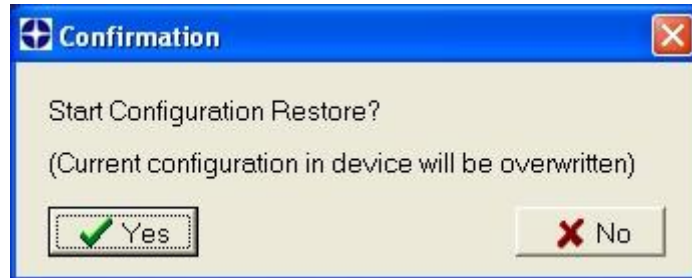 Confirmation
Start Configuration Restore?
(Current configuration in device will be overwritten)
Yes
No